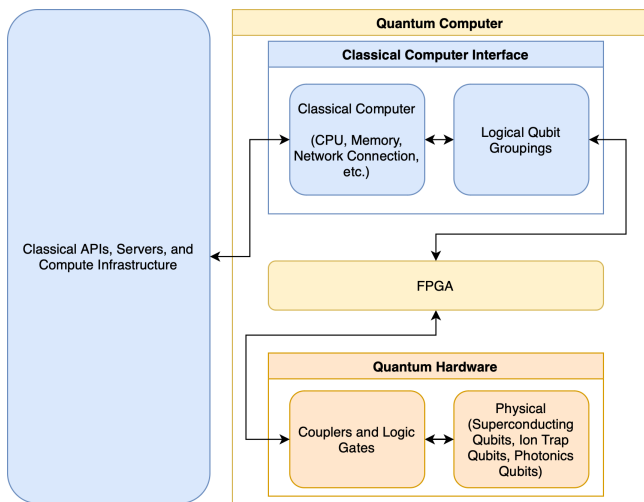 Quantum Computer
Classical Computer Interface
Classical Computer
(CPU, Memory,
Network Connection,
etc.)
Logical Qubit
Groupings
Classical APIs, Servers, and
Compute Infrastructure
FPGA
Quantum Hardware
Couplers and Logic
Gates
Physical
(Superconducting
Qubits, Ion Trap
Qubits, Photonics
Qubits)